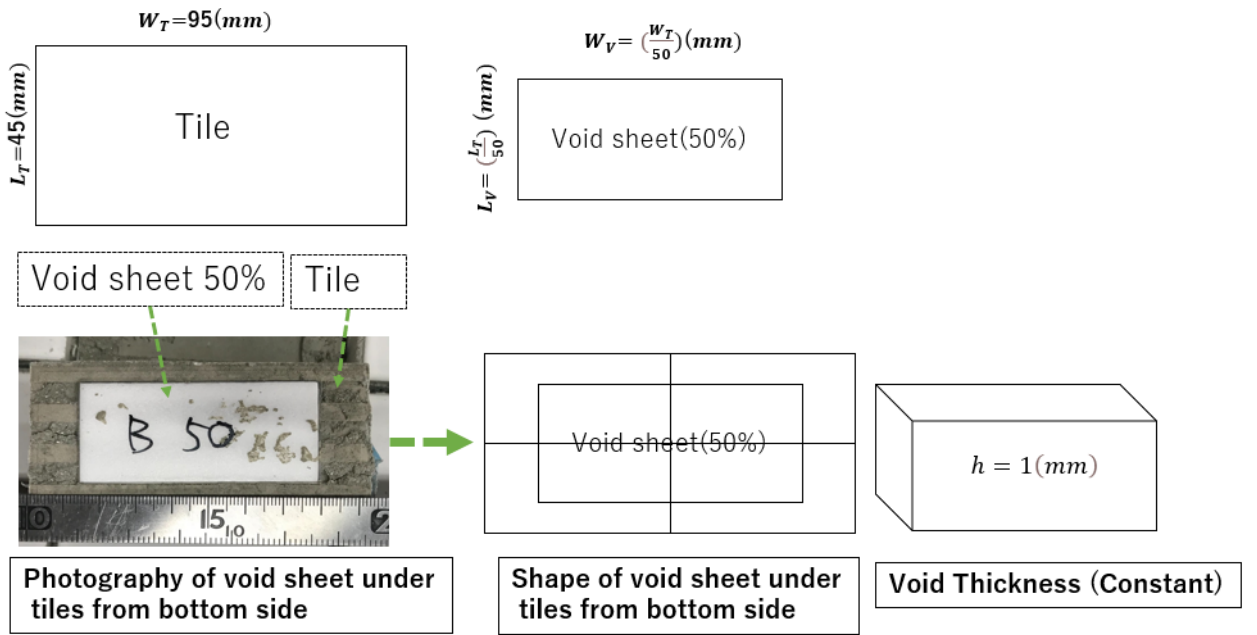 W_T=95(mm)
L_T=45(mm)
Tile
W_V= (W_T/50)(mm)
L_V= (L_T/50) (mm)
Void sheet(50%)
Void sheet 50%
Tile
B 50
0
15
10
2
Void sheet(50%)
h = 1(mm)
Photography of void sheet under
tiles from bottom side
Shape of void sheet under
tiles from bottom side
Void Thickness (Constant)